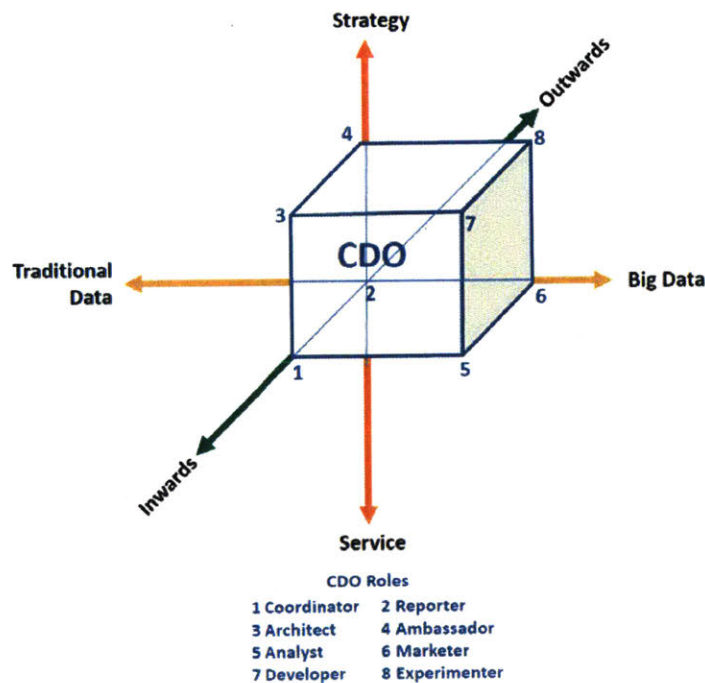 Strategy
Outwards
4
8
3
7
CDO
Traditional
Data
2
Big Data
6
1
5
Inwards
Service
CDO Roles
1 Coordinator 2 Reporter
3 Architect 4 Ambassador
5 Analyst 6 Marketer
7 Developer 8 Experimenter